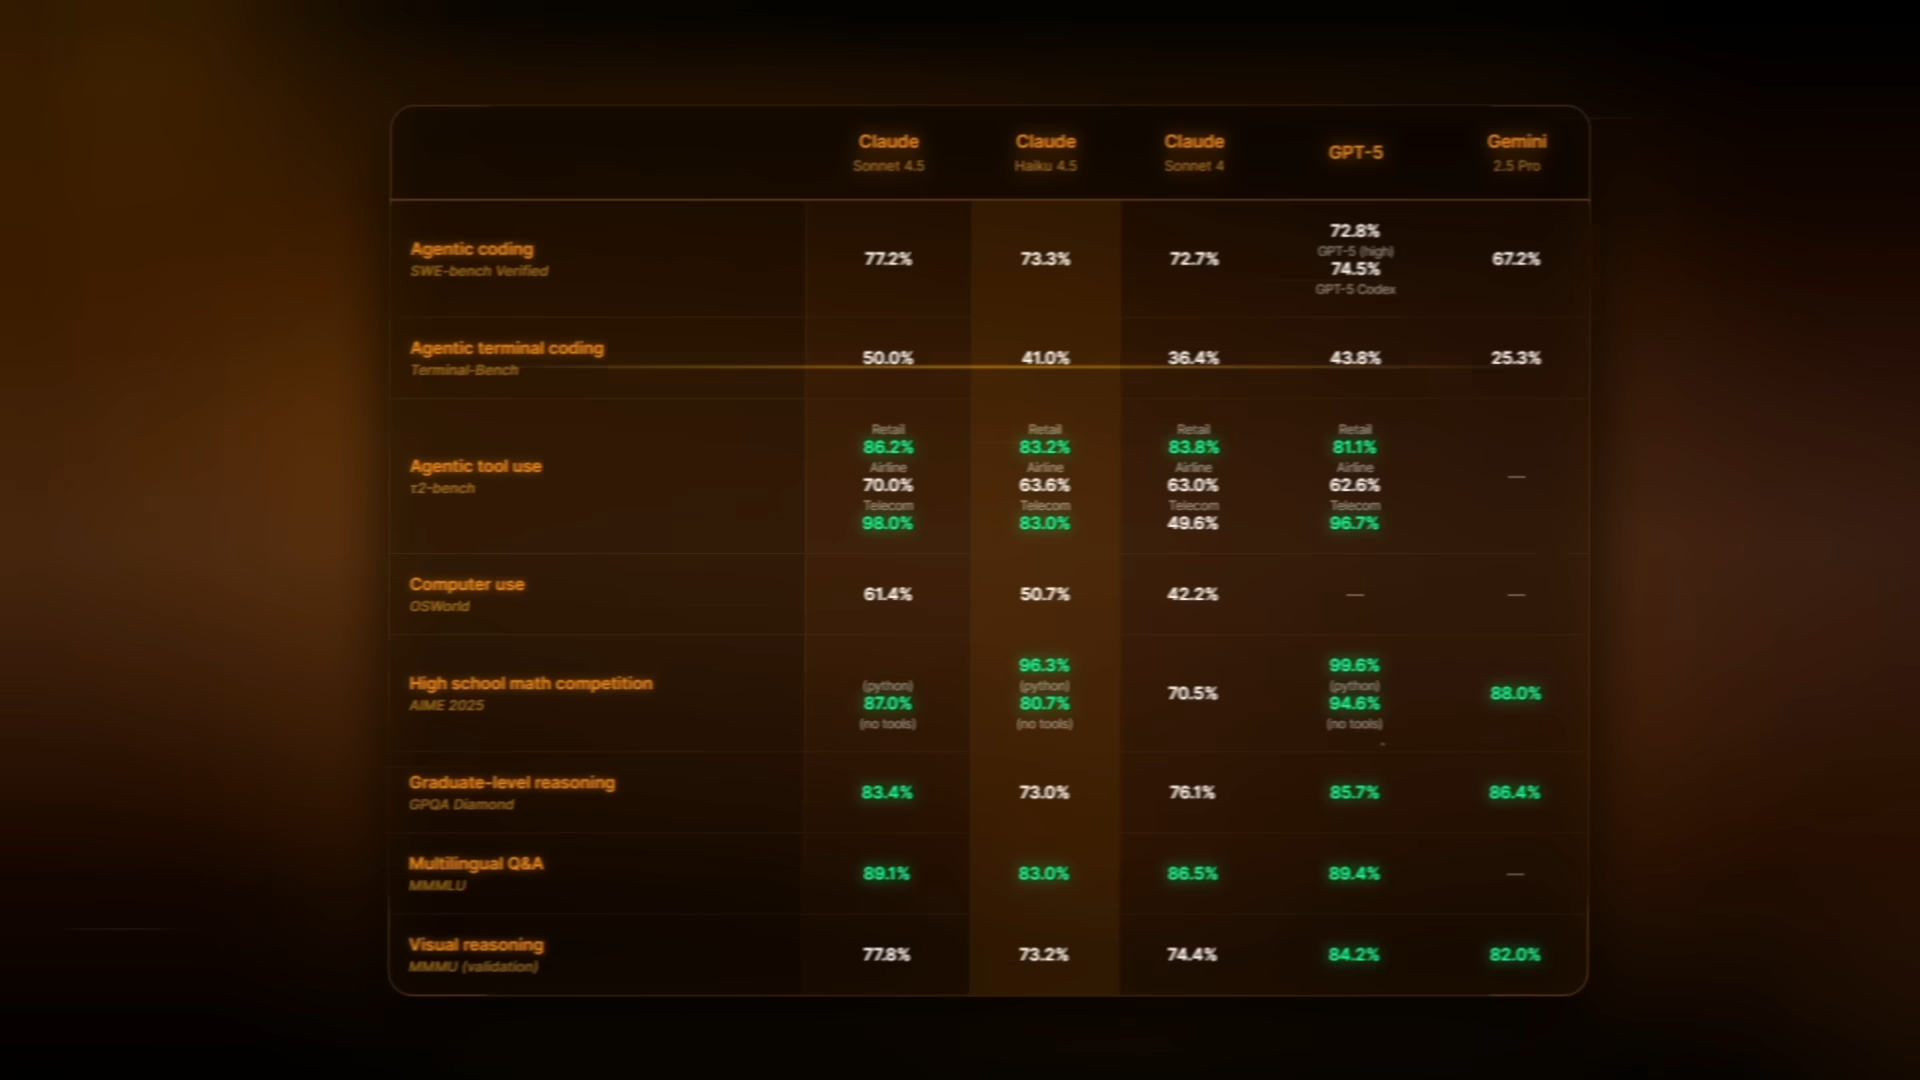 Claude
Sonnet 4.5
Claude
Haiku 4.5
Claude
Sonnet 4
GPT-5
Gemini
2.5 Pro
Agentic coding
SWE-bench Verified
77.2%
73.3%
72.7%
72.8%
GPT-5 (high)
74.5%
GPT-5 Codex
67.2%
Agentic terminal coding
Terminal-Bench
50.0%
41.0%
36.4%
43.8%
25.3%
Agentic tool use
τ2-bench
Retail
86.2%
Airline
70.0%
Telecom
98.0%
Retail
83.2%
Airline
63.6%
Telecom
83.0%
Retail
83.8%
Airline
63.0%
Telecom
49.6%
Retail
81.1%
Airline
62.6%
Telecom
96.7%
—
Computer use
OSWorld
61.4%
50.7%
42.2%
—
—
High school math competition
AIME 2025
(python)
87.0%
(no tools)
96.3%
(python)
80.7%
(no tools)
70.5%
99.6%
(python)
94.6%
(no tools)
88.0%
Graduate-level reasoning
GPQA Diamond
83.4%
73.0%
76.1%
85.7%
86.4%
Multilingual Q&A
MMMLU
89.1%
83.0%
86.5%
89.4%
—
Visual reasoning
MMMU (validation)
77.8%
73.2%
74.4%
84.2%
82.0%